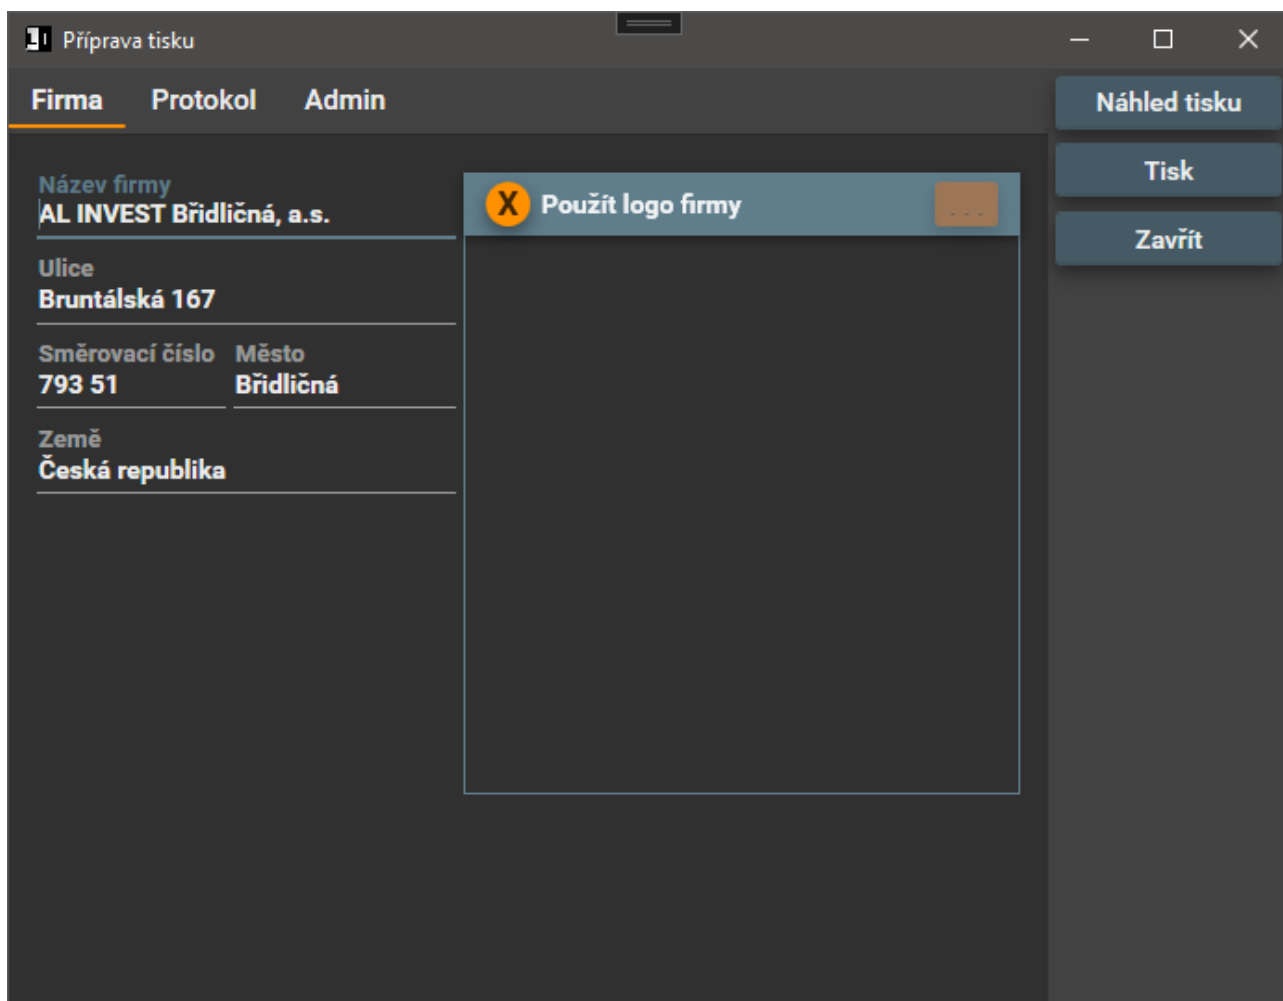 Příprava tisku
Firma Protokol Admin
Náhled tisku
Tisk
Zavřít
Název firmy
AL INVEST Břidličná, a.s.
Ulice
Bruntálská 167
Směrovací číslo Město
793 51 Břidličná
Země
Česká republika
X Použít logo firmy ...